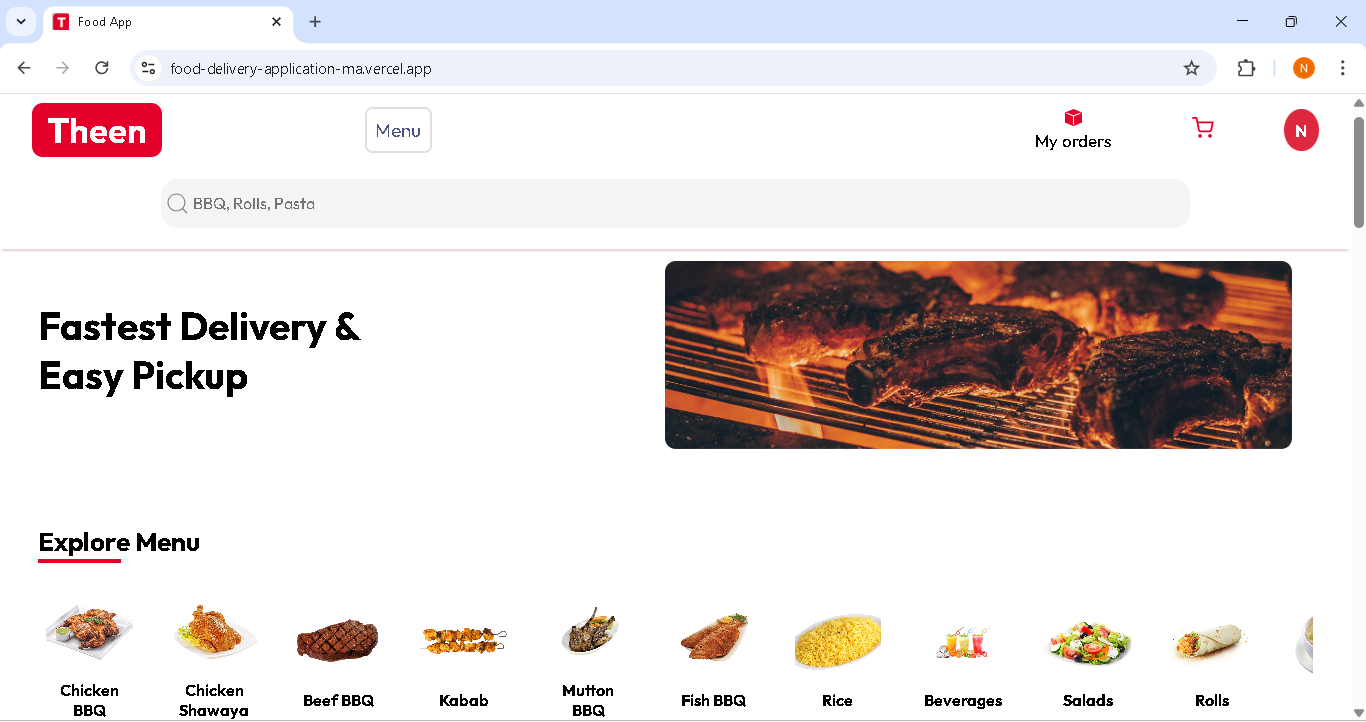 T Food App
food-delivery-application-ma.vercel.app
N
Theen
Menu
My orders
N
BBQ, Rolls, Pasta
Fastest Delivery &
Easy Pickup
Explore Menu
Chicken
BBQ
Chicken
Shawaya
Beef BBQ
Kabab
Mutton
BBQ
Fish BBQ
Rice
Beverages
Salads
Rolls